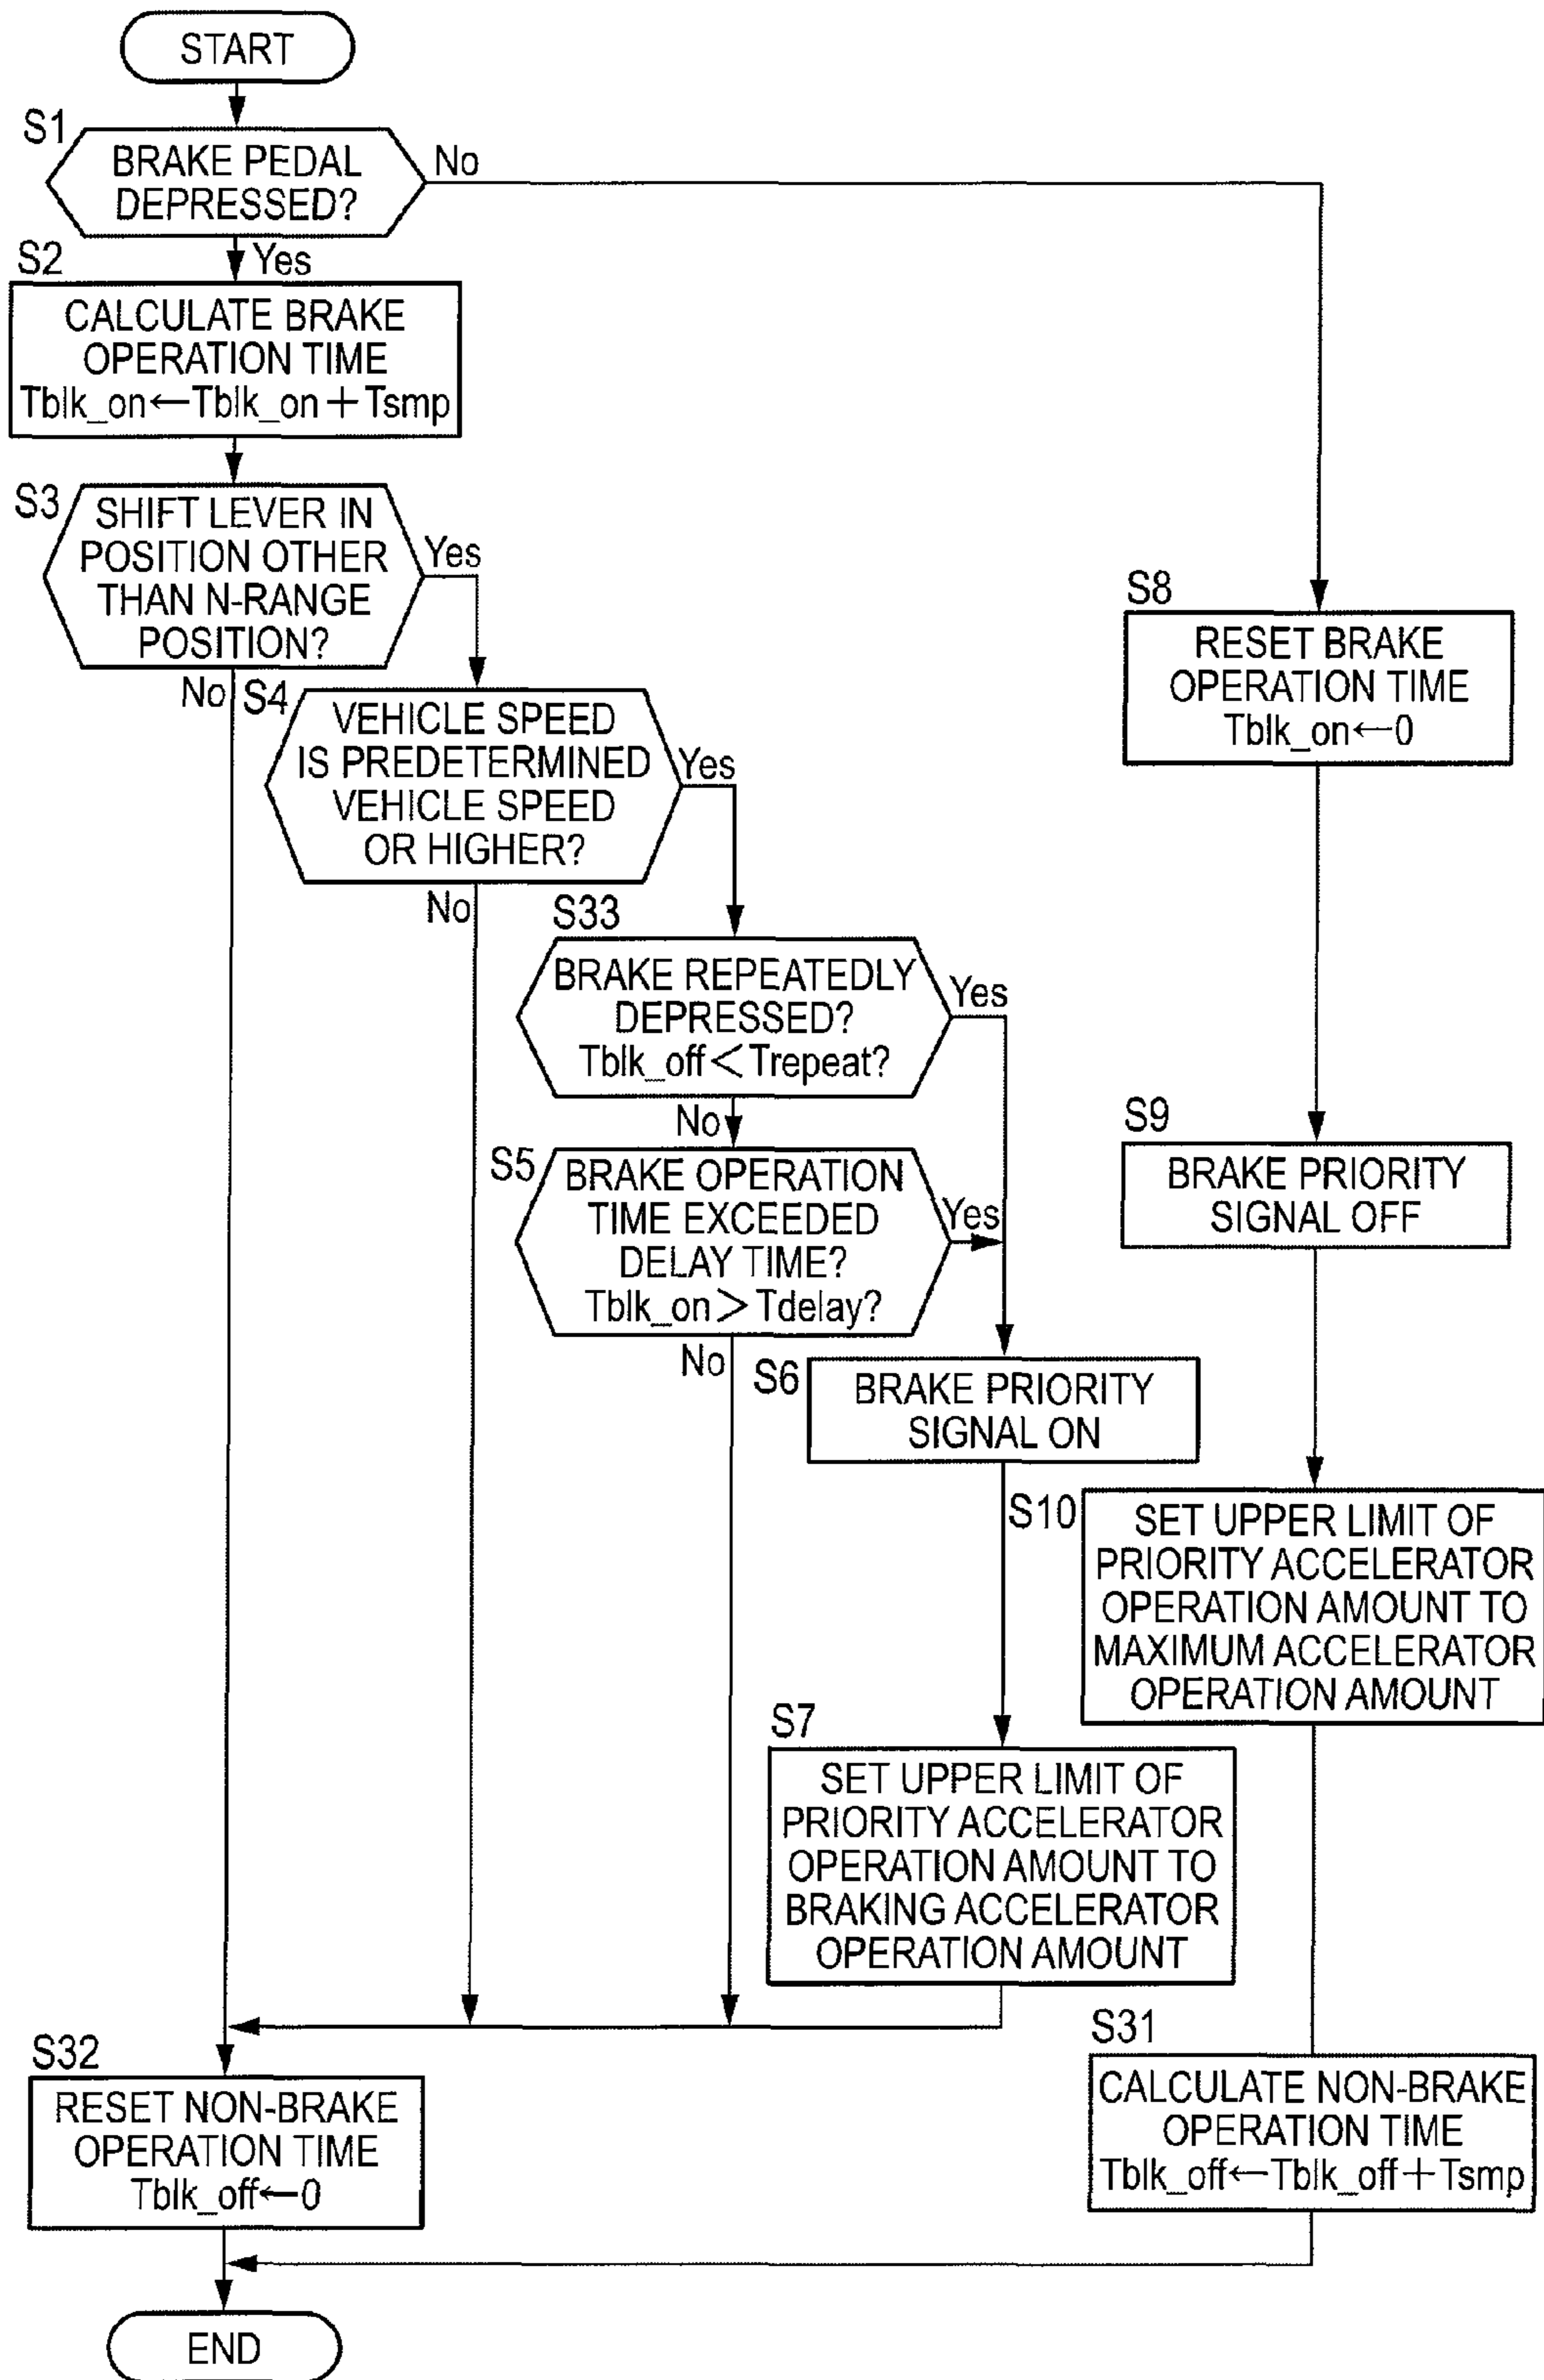 START
S1
BRAKE PEDAL
DEPRESSED?
No
Yes
S2
CALCULATE BRAKE
OPERATION TIME
Tblk_on←Tblk_on+Tsmp
S3
SHIFT LEVER IN
POSITION OTHER
THAN N-RANGE
POSITION?
Yes
No
S4
VEHICLE SPEED
IS PREDETERMINED
VEHICLE SPEED
OR HIGHER?
Yes
No
S33
BRAKE REPEATEDLY
DEPRESSED?
Tblk_off<Trepeat?
Yes
No
S5
BRAKE OPERATION
TIME EXCEEDED
DELAY TIME?
Tblk_on>Tdelay?
Yes
No
S6
BRAKE PRIORITY
SIGNAL ON
S7
SET UPPER LIMIT OF
PRIORITY ACCELERATOR
OPERATION AMOUNT TO
BRAKING ACCELERATOR
OPERATION AMOUNT
S8
RESET BRAKE
OPERATION TIME
Tblk_on←0
S9
BRAKE PRIORITY
SIGNAL OFF
S10
SET UPPER LIMIT OF
PRIORITY ACCELERATOR
OPERATION AMOUNT TO
MAXIMUM ACCELERATOR
OPERATION AMOUNT
S31
CALCULATE NON-BRAKE
OPERATION TIME
Tblk_off←Tblk_off+Tsmp
S32
RESET NON-BRAKE
OPERATION TIME
Tblk_off←0
END